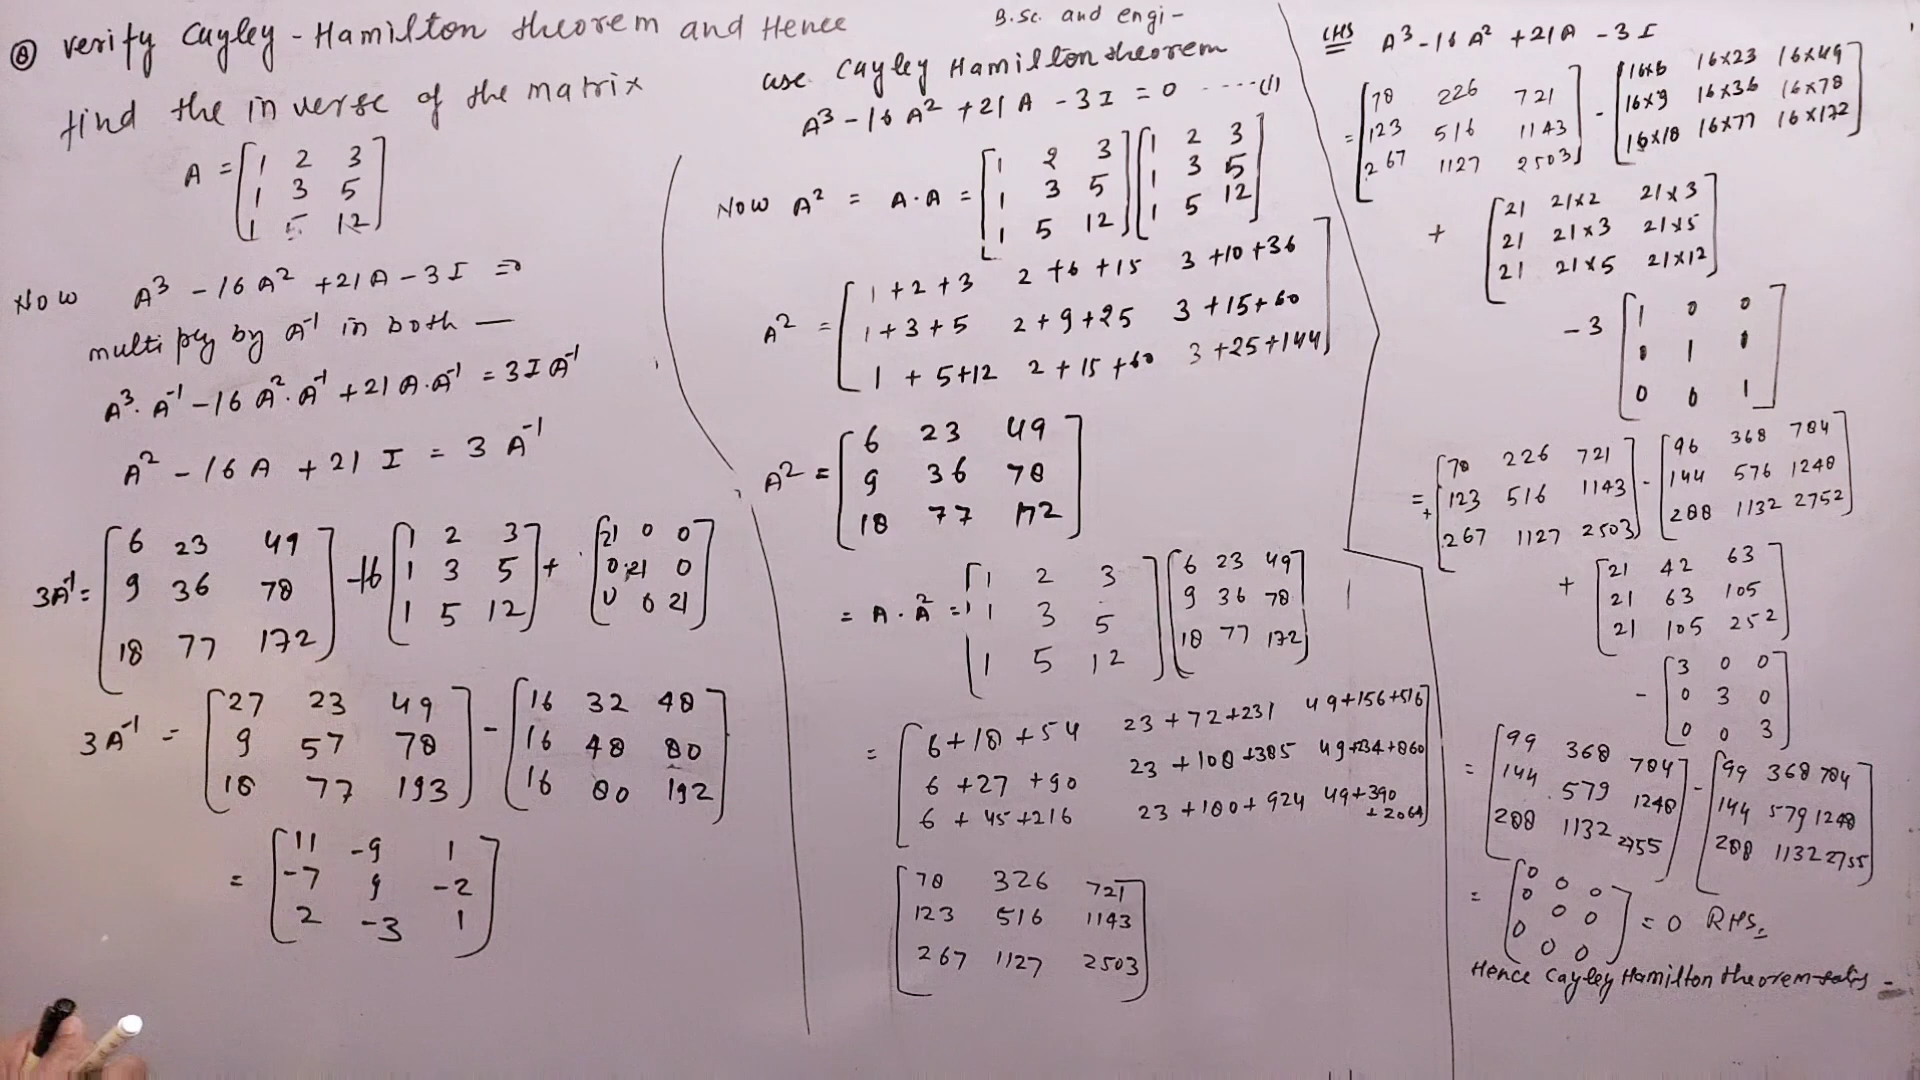 ⑧ verify Cayley-Hamilton theorem and Hence
find the inverse of the matrix
A = [1 2 3
1 3 5
1 5 12]
Now A³ - 16A² + 21A - 3I =0
multiply by A⁻¹ in both —
A³.A⁻¹ - 16A².A⁻¹ + 21A.A⁻¹ = 3IA⁻¹
A² - 16A + 21I = 3A⁻¹
3A⁻¹ = [6 23 49
9 36 78
18 77 172] - 16 [1 2 3
1 3 5
1 5 12] + [21 0 0
0 21 0
0 0 21]
3A⁻¹ = [27 23 49
9 57 78
18 77 193] - [16 32 48
16 48 80
16 80 192]
= [11 -9 1
-7 9 -2
2 -3 1]
B.Sc. and engi-
use Cayley Hamilton theorem
A³ - 16A² + 21A - 3I = 0 ----(1)
Now A² = A.A = [1 2 3
1 3 5
1 5 12] [1 2 3
1 3 5
1 5 12]
A² = [1+2+3 2+6+15 3+10+36
1+3+5 2+9+25 3+15+60
1+5+12 2+15+60 3+25+144]
A² = [6 23 49
9 36 78
18 77 172]
= A.A² = [1 2 3
1 3 5
1 5 12] [6 23 49
9 36 78
18 77 172]
= [6+18+54 23+72+231 49+156+516
6+27+90 23+108+385 49+234+860
6+45+216 23+180+924 49+390+2064]
[78 326 721
123 516 1143
267 1127 2503]
LHS A³ - 16A² + 21A - 3I
= [78 226 721
123 516 1143
267 1127 2503] - [16×6 16×23 16×49
16×9 16×36 16×78
16×18 16×77 16×172]
+ [21 21×2 21×3
21 21×3 21×5
21 21×5 21×12]
-3 [1 0 0
0 1 0
0 0 1]
= [78 226 721
123 516 1143
267 1127 2503] - [96 368 784
144 576 1248
288 1132 2752]
+ [21 42 63
21 63 105
21 105 252]
- [3 0 0
0 3 0
0 0 3]
= [99 368 784
144 579 1248
288 1132 2755] - [99 368 784
144 579 1248
288 1132 2755]
= [0 0 0
0 0 0
0 0 0] = 0 RHS.
Hence Cayley Hamilton theorem